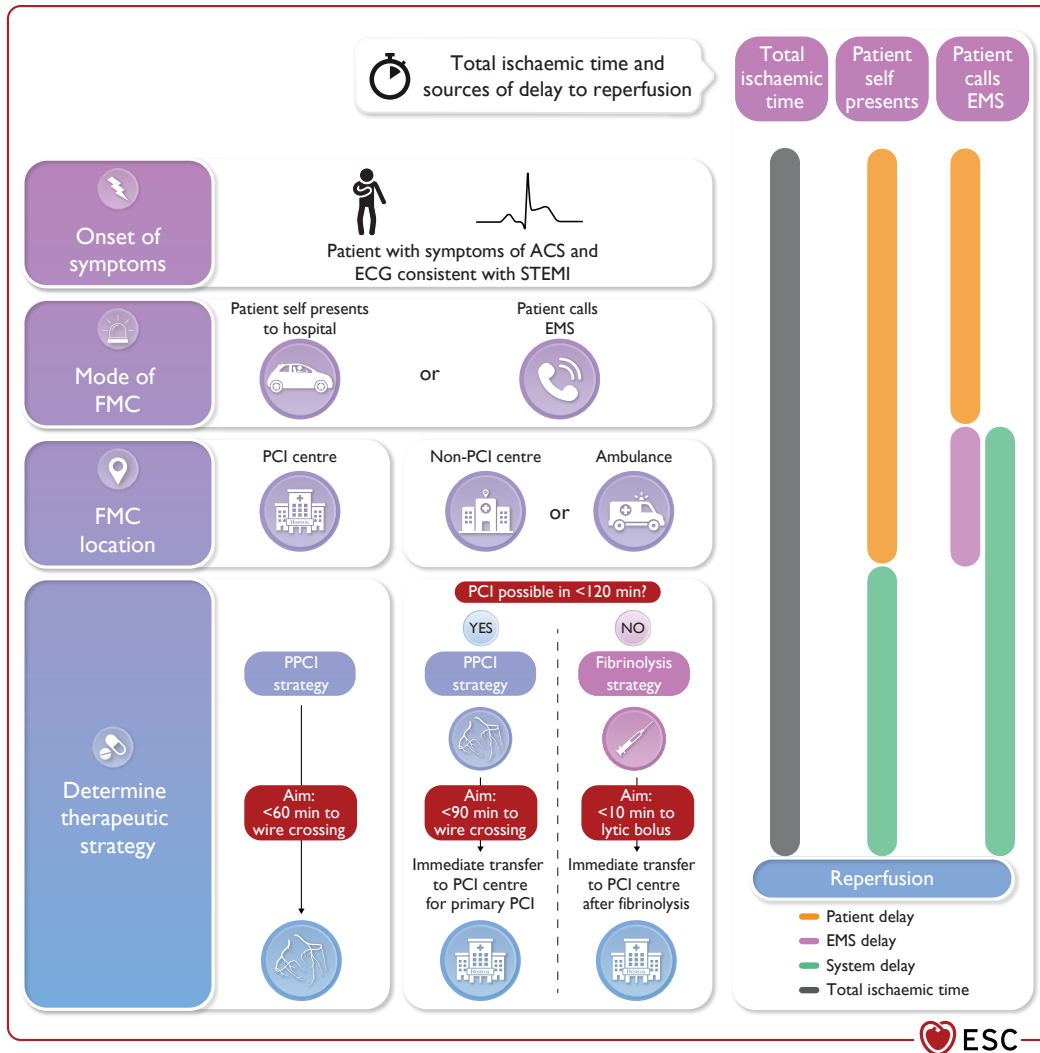 Total ischaemic time and
sources of delay to reperfusion
Total
ischaemic
time
Patient
self
presents
Patient
calls
EMS
Onset of
symptoms
Patient with symptoms of ACS and
ECG consistent with STEMI
Mode of
FMC
Patient self presents
to hospital
or
Patient calls
EMS
FMC
location
PCI centre
HOSPITAL
Non-PCI centre
or
Ambulance
Determine
therapeutic
strategy
PPCI
strategy
Aim:
<60 min to
wire crossing
PCI possible in <120 min?
YES
PPCI
strategy
Aim:
<90 min to
wire crossing
Immediate transfer
to PCI centre
for primary PCI
HOSPITAL
NO
Fibrinolysis
strategy
Aim:
<10 min to
lytic bolus
Immediate transfer
to PCI centre
after fibrinolysis
HOSPITAL
Reperfusion
Patient delay
EMS delay
System delay
Total ischaemic time
ESC